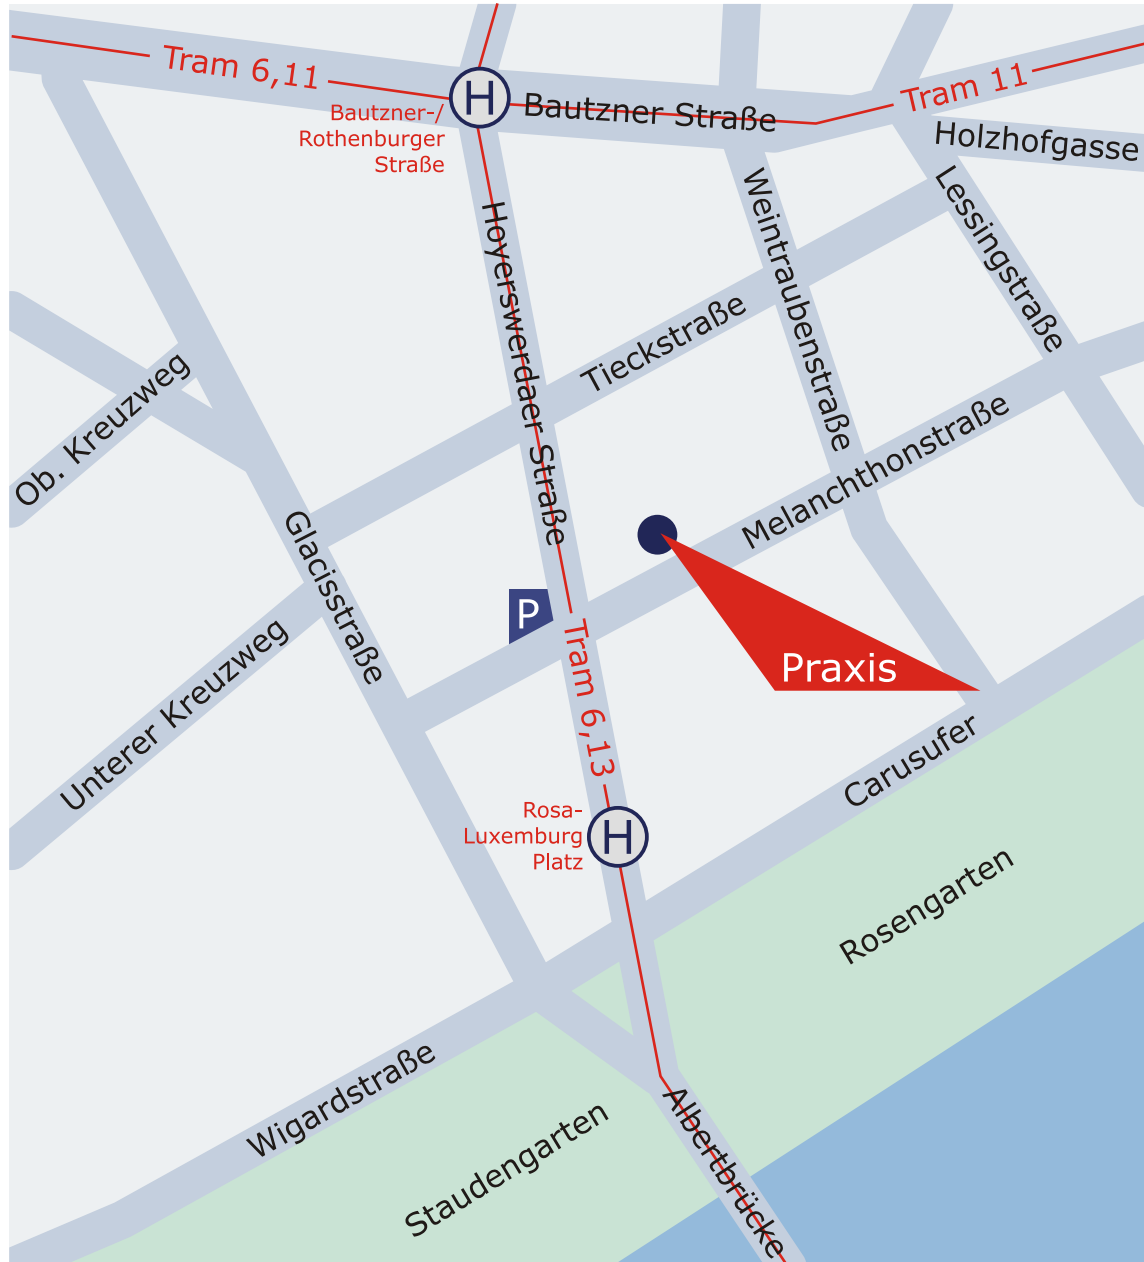 Tram 6,11
H
Bautzner Straße
Tram 11
Bautzner-/
Rothenburger
Straße
Holzhofgasse
Hoyerswerdaer Straße
Weintraubenstraße
Lessingstraße
Tieckstraße
Ob. Kreuzweg
Melanchthonstraße
Glacisstraße
P
Unterer Kreuzweg
Tram 6,13
Praxis
Carusufer
Rosa-
Luxemburg
Platz
H
Rosengarten
Wigardstraße
Staudengarten
Albertbrücke